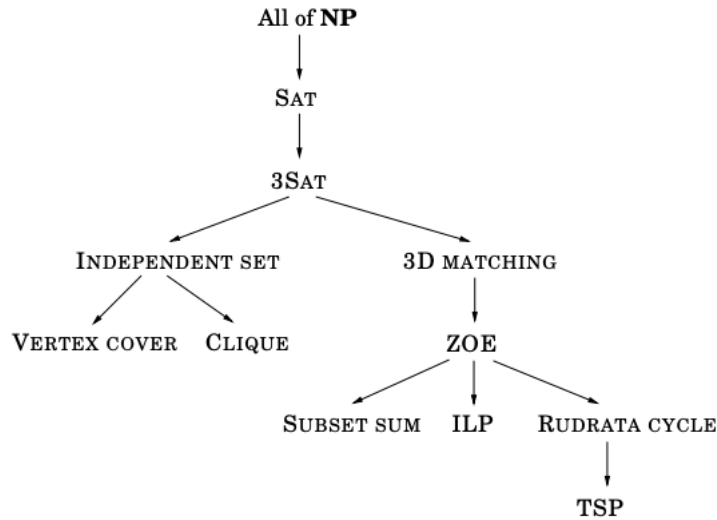 All of NP
SAT
3SAT
INDEPENDENT SET 3D MATCHING
VERTEX COVER CLIQUE ZOE
SUBSET SUM ILP RUDRATA CYCLE
TSP